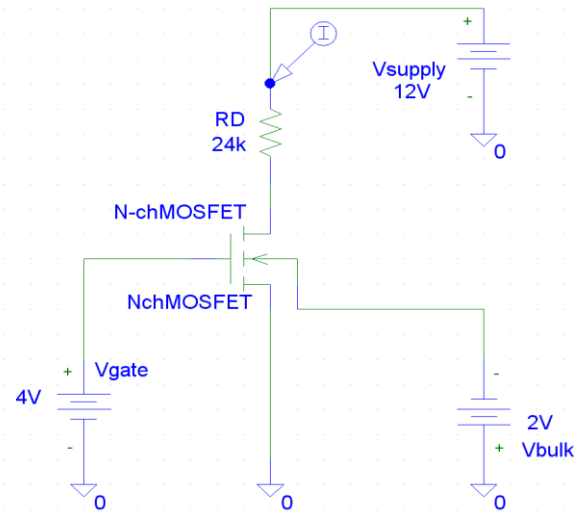 +
I
Vsupply
12V
-
0
RD
24k
N-chMOSFET
NchMOSFET
+
Vgate
4V
-
0
0
-
2V
+
Vbulk
0